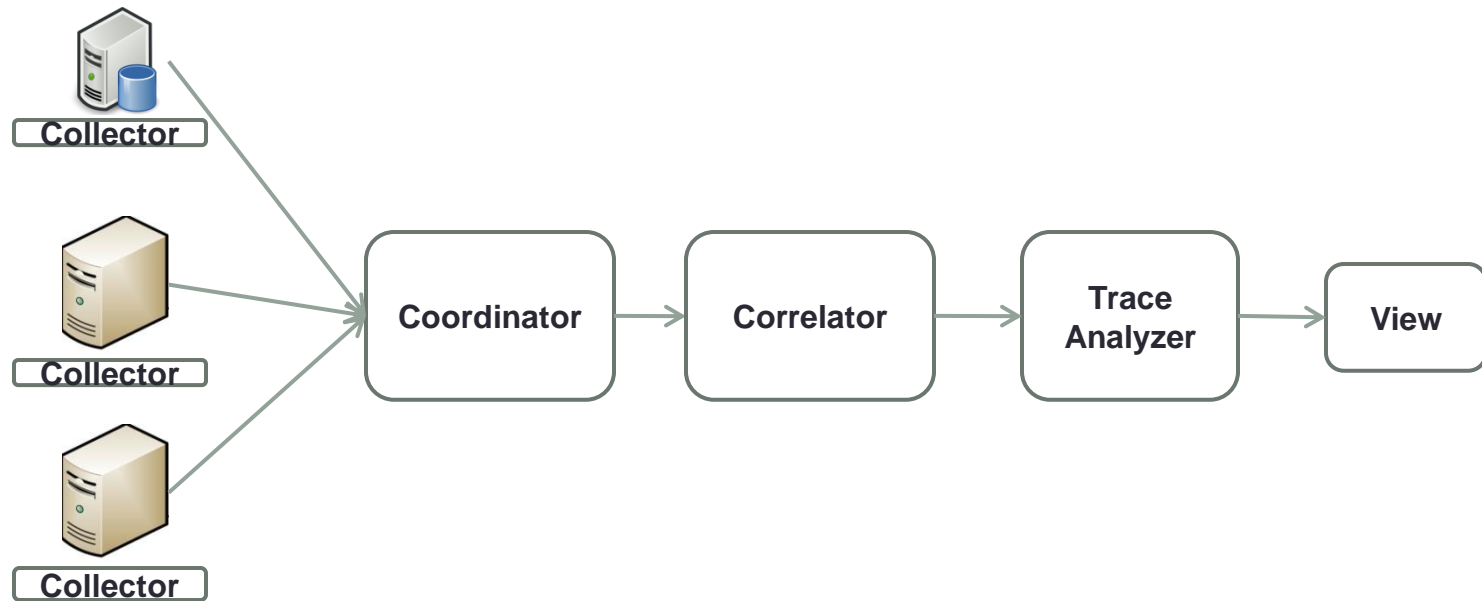 Collector
Collector
Collector
Coordinator
Correlator
Trace
Analyzer
View